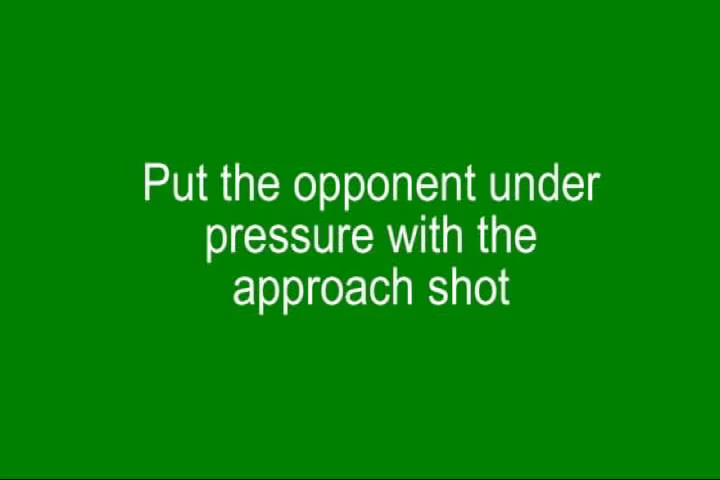 Put the opponent under
pressure with the
approach shot